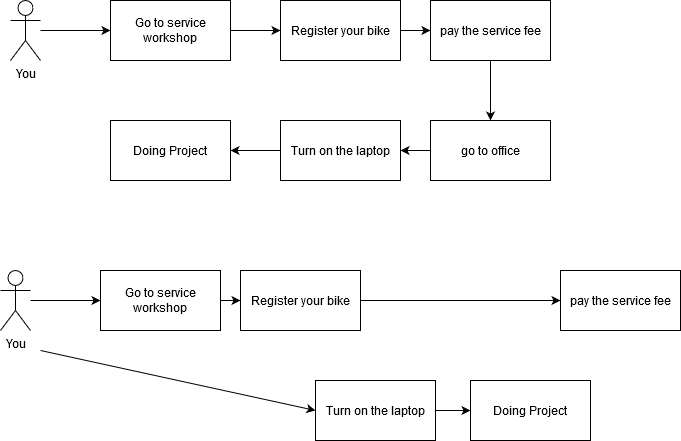 Go to service
workshop
Register your bike
pay the service fee
You
Doing Project
Turn on the laptop
go to office
Go to service
workshop
Register your bike
pay the service fee
You
Turn on the laptop
Doing Project